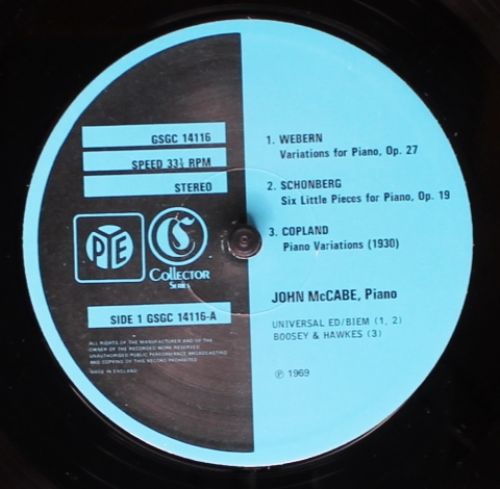 GSGC 14116
SPEED 33⅓ RPM
STEREO
PYE
CS
COLLECTOR
SERIES
SIDE 1 GSGC 14116-A
ALL RIGHTS OF THE MANUFACTURER AND OF THE
OWNER OF THE RECORDED WORK RESERVED
UNAUTHORISED PUBLIC PERFORMANCE BROADCASTING
AND COPYING OF THIS RECORD PROHIBITED
MADE IN ENGLAND
1. WEBERN
Variations for Piano, Op. 27
2. SCHONBERG
Six Little Pieces for Piano, Op. 19
3. COPLAND
Piano Variations (1930)
JOHN McCABE, Piano
UNIVERSAL ED/BIEM (1, 2)
BOOSEY & HAWKES (3)
℗ 1969